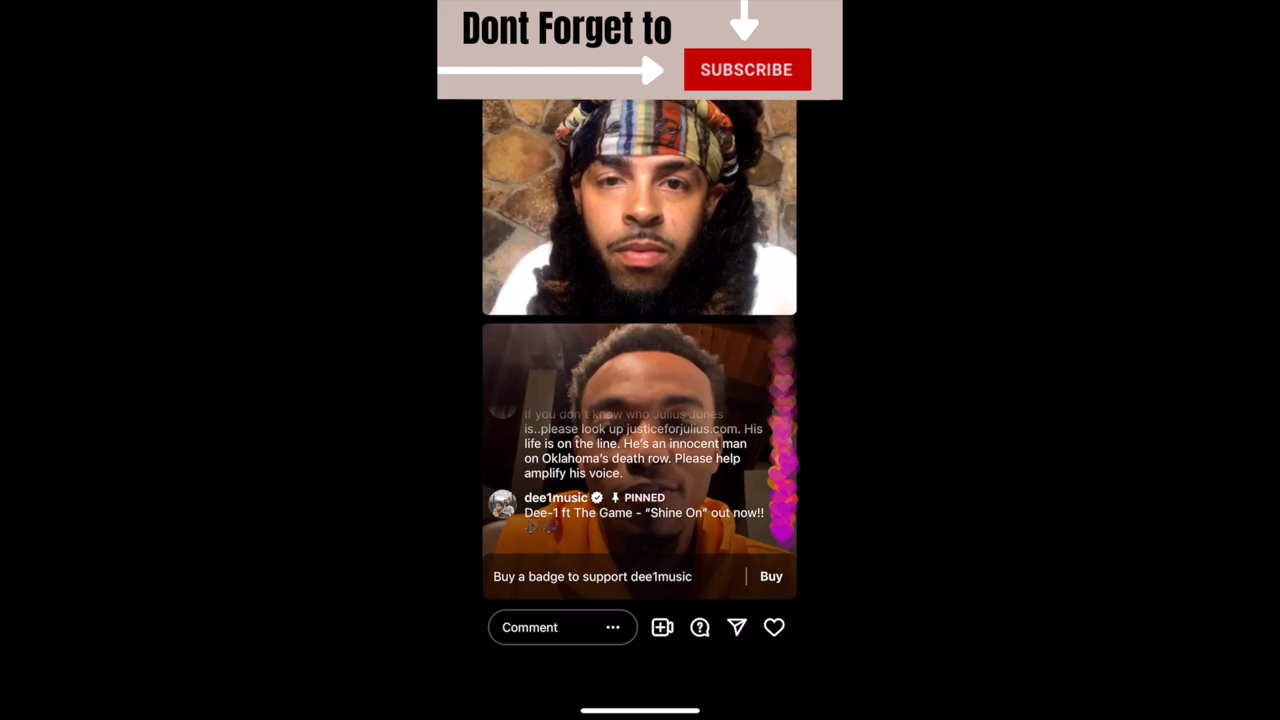 Dont Forget to
SUBSCRIBE
If you don't know who Julius Jones
is..please look up justiceforjulius.com. His
life is on the line. He's an innocent man
on Oklahoma's death row. Please help
amplify his voice.
dee1music PINNED
Dee-1 ft The Game - “Shine On” out now!!
Buy a badge to support dee1music
Buy
Comment